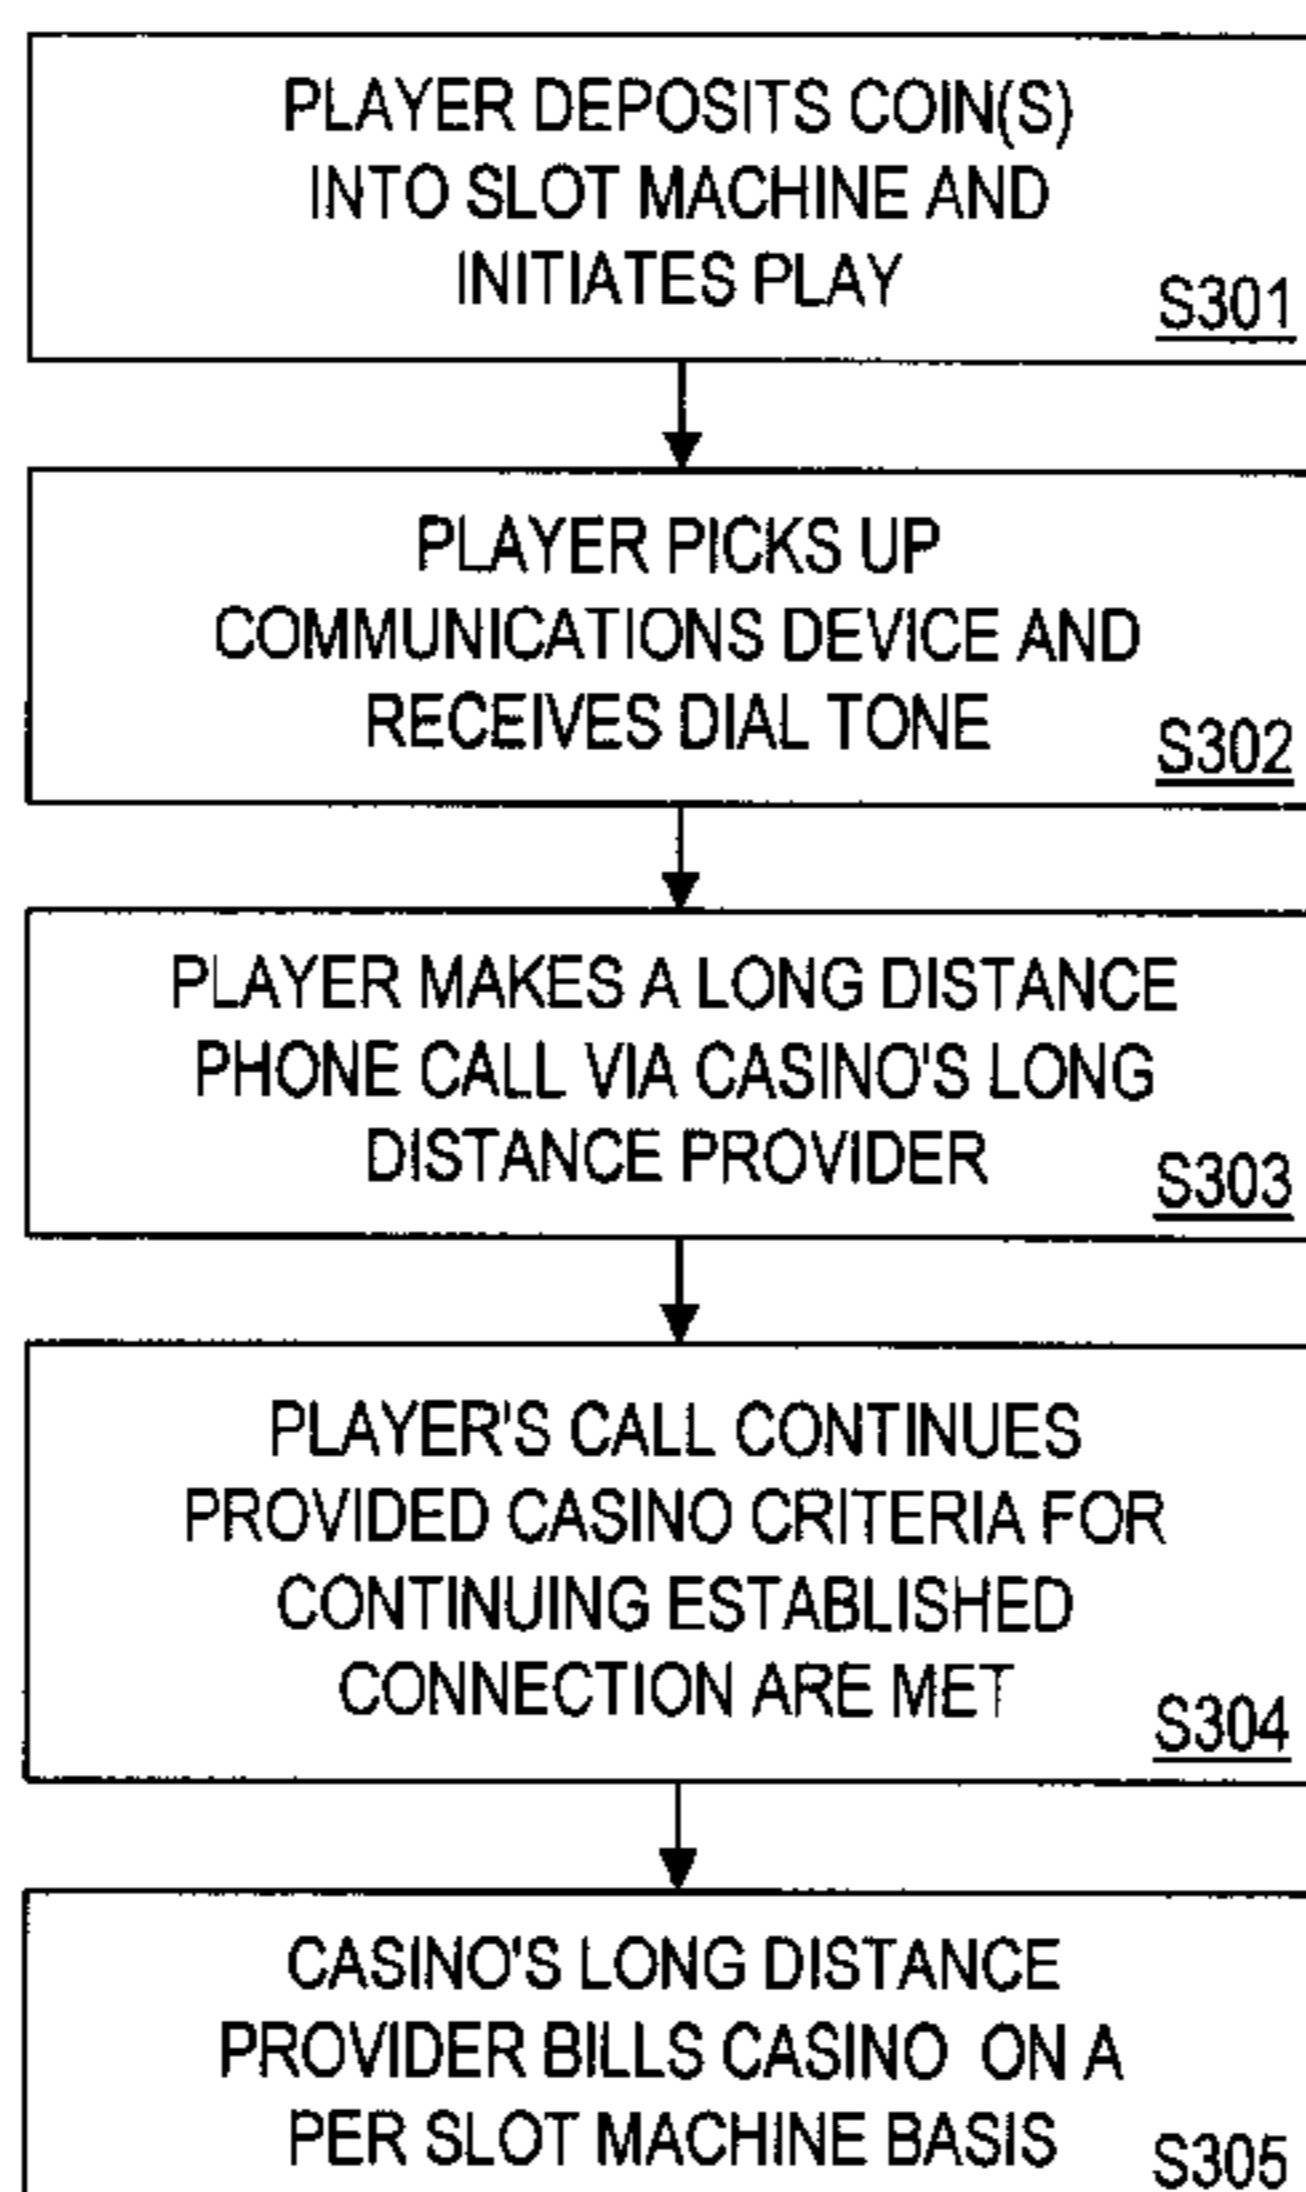 PLAYER DEPOSITS COIN(S)
INTO SLOT MACHINE AND
INITIATES PLAY
S301
PLAYER PICKS UP
COMMUNICATIONS DEVICE AND
RECEIVES DIAL TONE
S302
PLAYER MAKES A LONG DISTANCE
PHONE CALL VIA CASINO'S LONG
DISTANCE PROVIDER
S303
PLAYER'S CALL CONTINUES
PROVIDED CASINO CRITERIA FOR
CONTINUING ESTABLISHED
CONNECTION ARE MET
S304
CASINO'S LONG DISTANCE
PROVIDER BILLS CASINO ON A
PER SLOT MACHINE BASIS
S305